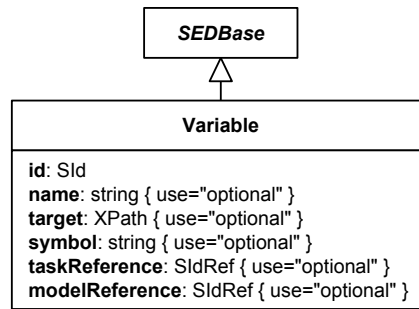 SEDBase
Variable
id: SId
name: string { use="optional" }
target: XPath { use="optional" }
symbol: string { use="optional" }
taskReference: SIdRef { use="optional" }
modelReference: SIdRef { use="optional" }